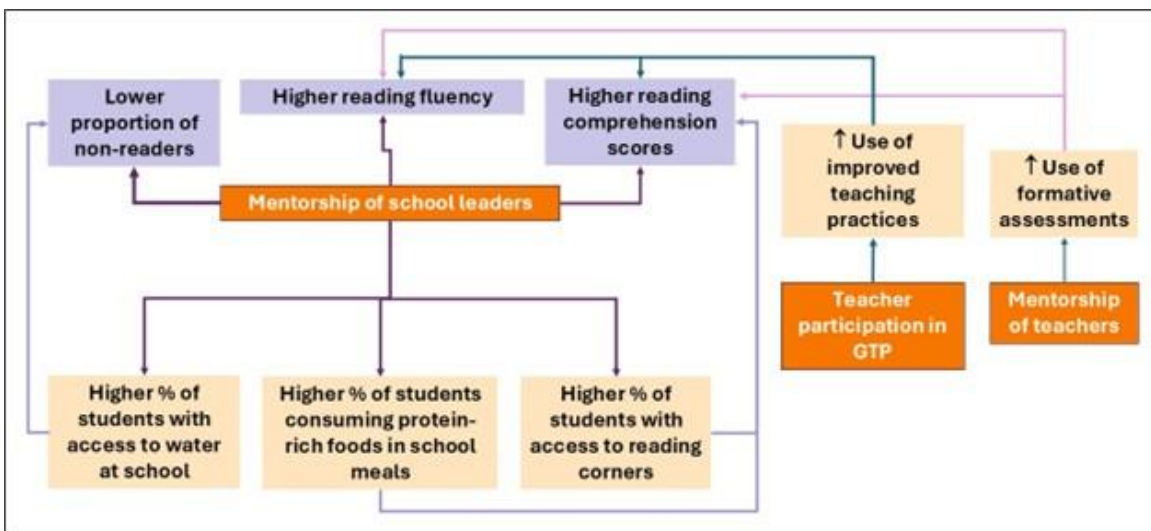 Lower
proportion of
non-readers
Higher reading fluency
Higher reading
comprehension
scores
↑ Use of
improved
teaching
practices
↑ Use of
formative
assessments
Mentorship of school leaders
Teacher
participation in
GTP
Mentorship
of teachers
Higher % of
students with
access to water
at school
Higher % of students
consuming protein-
rich foods in school
meals
Higher % of
students with
access to reading
corners